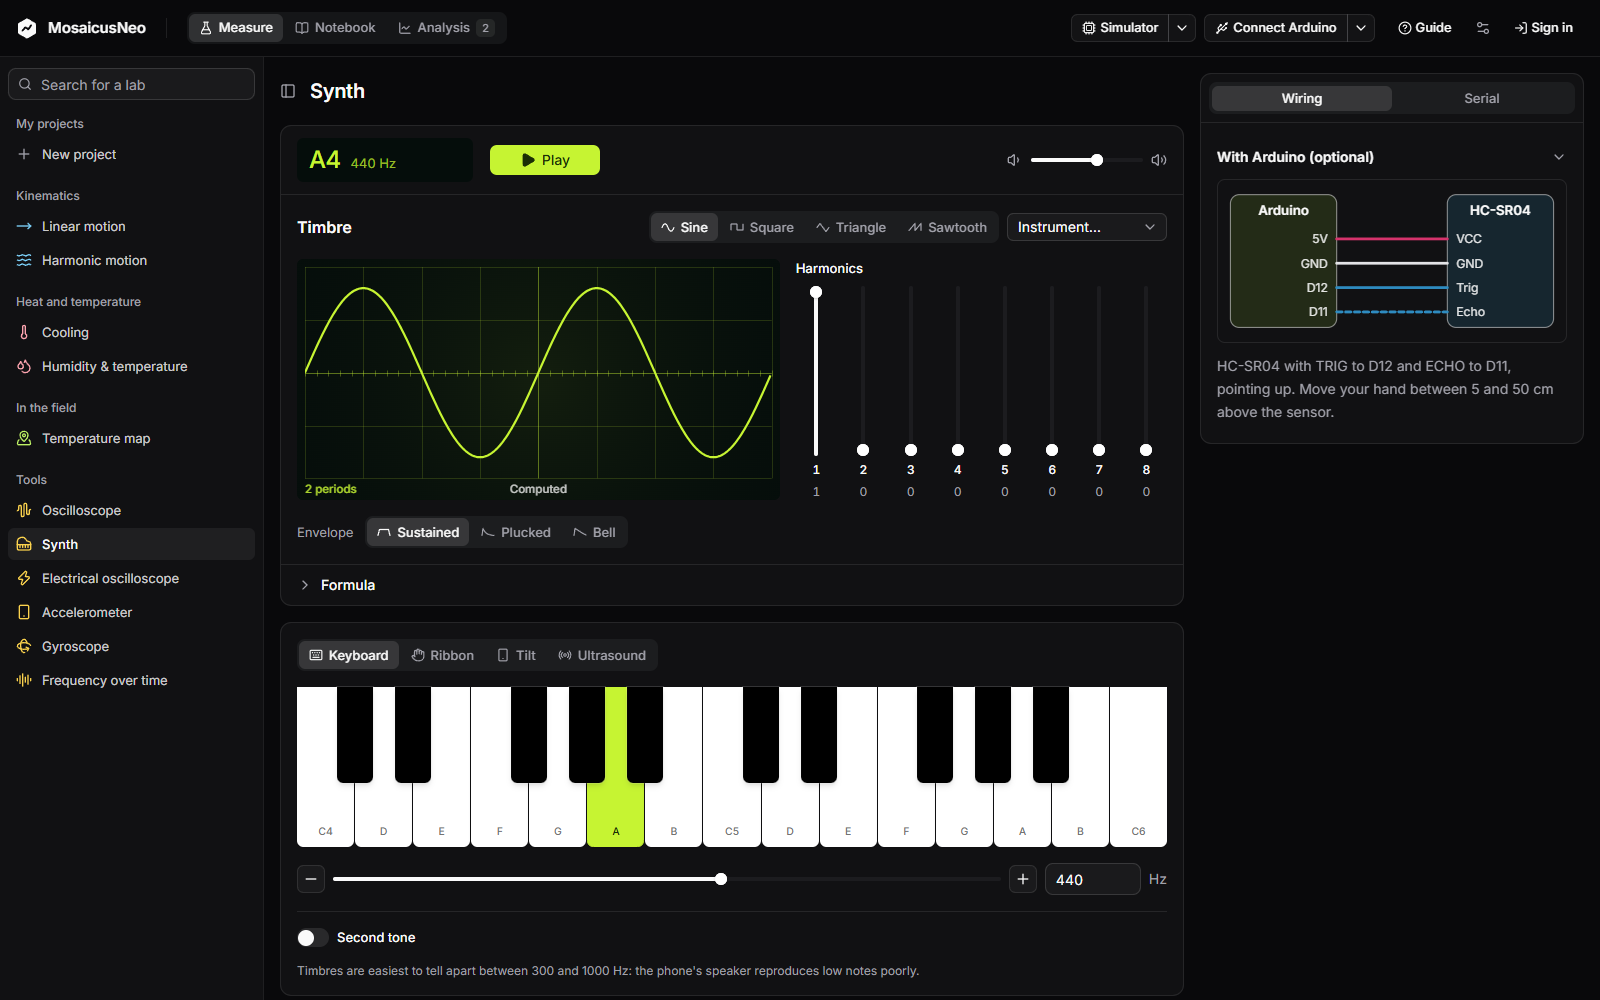 MosaicusNeo
Measure
Notebook
Analysis 2
Simulator
Connect Arduino
Guide
Sign in
Search for a lab
My projects
New project
Kinematics
Linear motion
Harmonic motion
Heat and temperature
Cooling
Humidity & temperature
In the field
Temperature map
Tools
Oscilloscope
Synth
Electrical oscilloscope
Accelerometer
Gyroscope
Frequency over time
Synth
A4 440 Hz
Play
Timbre
Sine
Square
Triangle
Sawtooth
Instrument...
2 periods
Computed
Harmonics
1 2 3 4 5 6 7 8
1 0 0 0 0 0 0 0
Envelope
Sustained
Plucked
Bell
Formula
Keyboard
Ribbon
Tilt
Ultrasound
C4 D E F G A B C5 D E F G A B C6
440 Hz
Second tone
Timbres are easiest to tell apart between 300 and 1000 Hz: the phone's speaker reproduces low notes poorly.
Wiring
Serial
With Arduino (optional)
Arduino
HC-SR04
5V VCC
GND GND
D12 Trig
D11 Echo
HC-SR04 with TRIG to D12 and ECHO to D11,
pointing up. Move your hand between 5 and 50 cm
above the sensor.